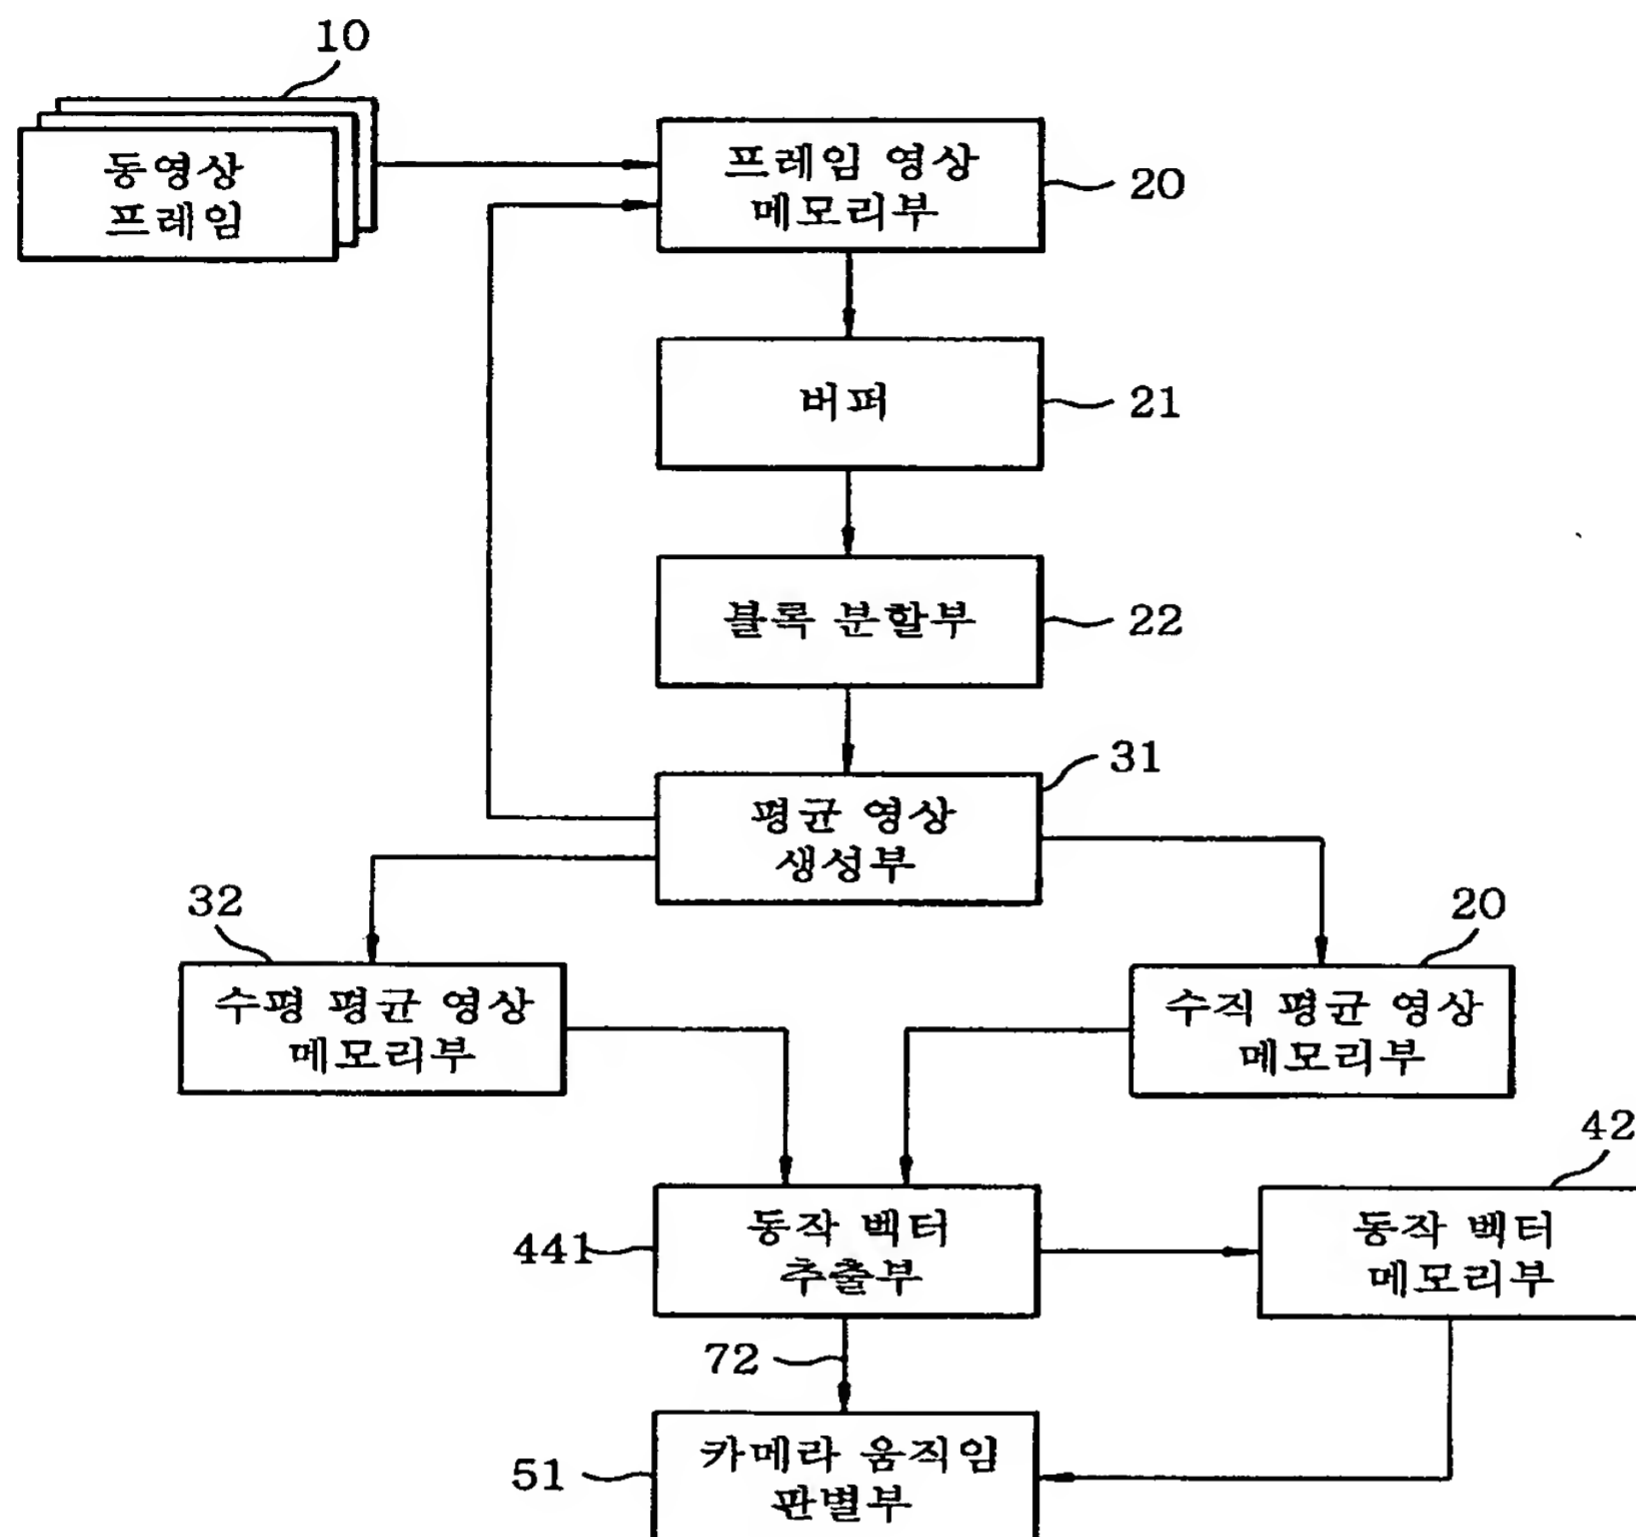 10
동영상
프레임
프레임 영상
메모리부
20
버퍼
21
블록 분할부
22
31
평균 영상
생성부
32
수평 평균 영상
메모리부
20
수직 평균 영상
메모리부
42
441
동작 벡터
추출부
동작 벡터
메모리부
72
51
카메라 움직임
판별부